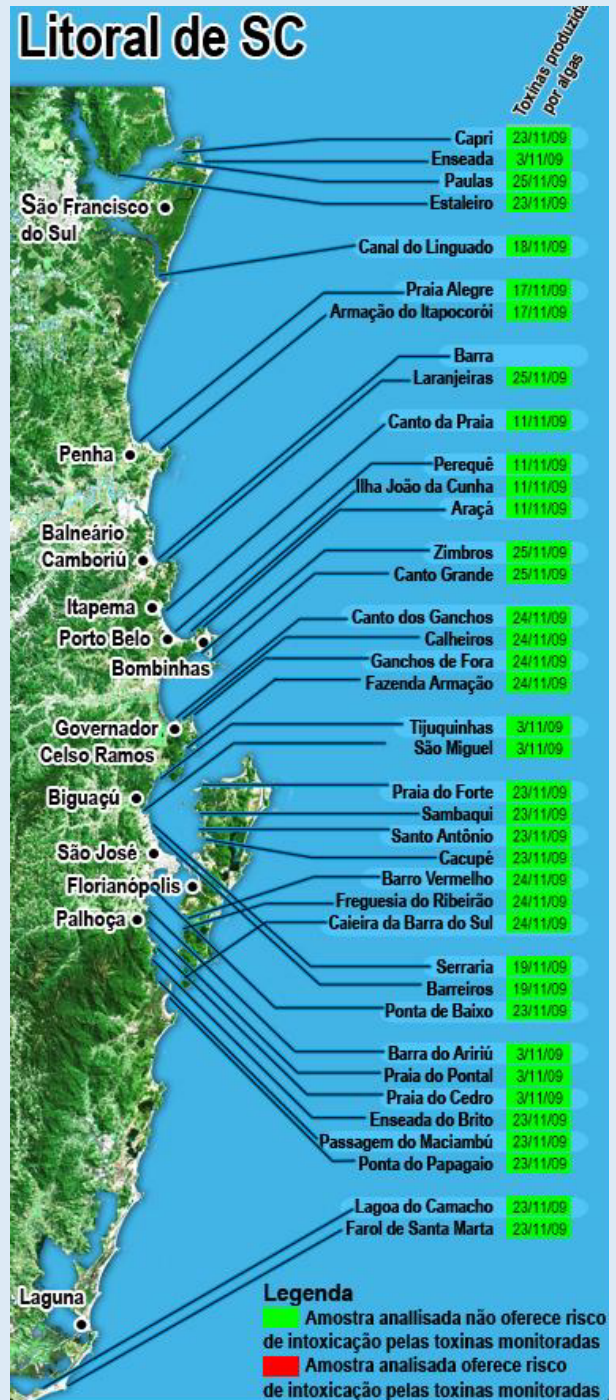 Litoral de SC
Toxinas produzida
por algas
Capri 23/11/09
Enseada 3/11/09
Paulas 25/11/09
Estaleiro 23/11/09
São Francisco
do Sul
Canal do Linguado 18/11/09
Praia Alegre 17/11/09
Armação do Itapocorói 17/11/09
Barra
Laranjeiras 25/11/09
Canto da Praia 11/11/09
Penha
Perequê 11/11/09
Ilha João da Cunha 11/11/09
Araçá 11/11/09
Balneário
Camboriú
Zimbros 25/11/09
Canto Grande 25/11/09
Itapema
Porto Belo
Bombinhas
Canto dos Ganchos 24/11/09
Calheiros 24/11/09
Ganchos de Fora 24/11/09
Fazenda Armação 24/11/09
Governador
Celso Ramos
Tijuquinhas 3/11/09
São Miguel 3/11/09
Biguaçú
Praia do Forte 23/11/09
Sambaqui 23/11/09
Santo Antônio 23/11/09
Cacupé 23/11/09
São José
Florianópolis
Palhoça
Barro Vermelho 24/11/09
Freguesia do Ribeirão 24/11/09
Caieira da Barra do Sul 24/11/09
Serraria 19/11/09
Barreiros 19/11/09
Ponta de Baixo 23/11/09
Barra do Aririú 3/11/09
Praia do Pontal 3/11/09
Praia do Cedro 3/11/09
Enseada do Brito 23/11/09
Passagem do Maciambú 23/11/09
Ponta do Papagaio 23/11/09
Lagoa do Camacho 23/11/09
Farol de Santa Marta 23/11/09
Laguna
Legenda
Amostra anallisada não oferece risco
de intoxicação pelas toxinas monitoradas
Amostra analisada oferece risco
de intoxicação pelas toxinas monitoradas